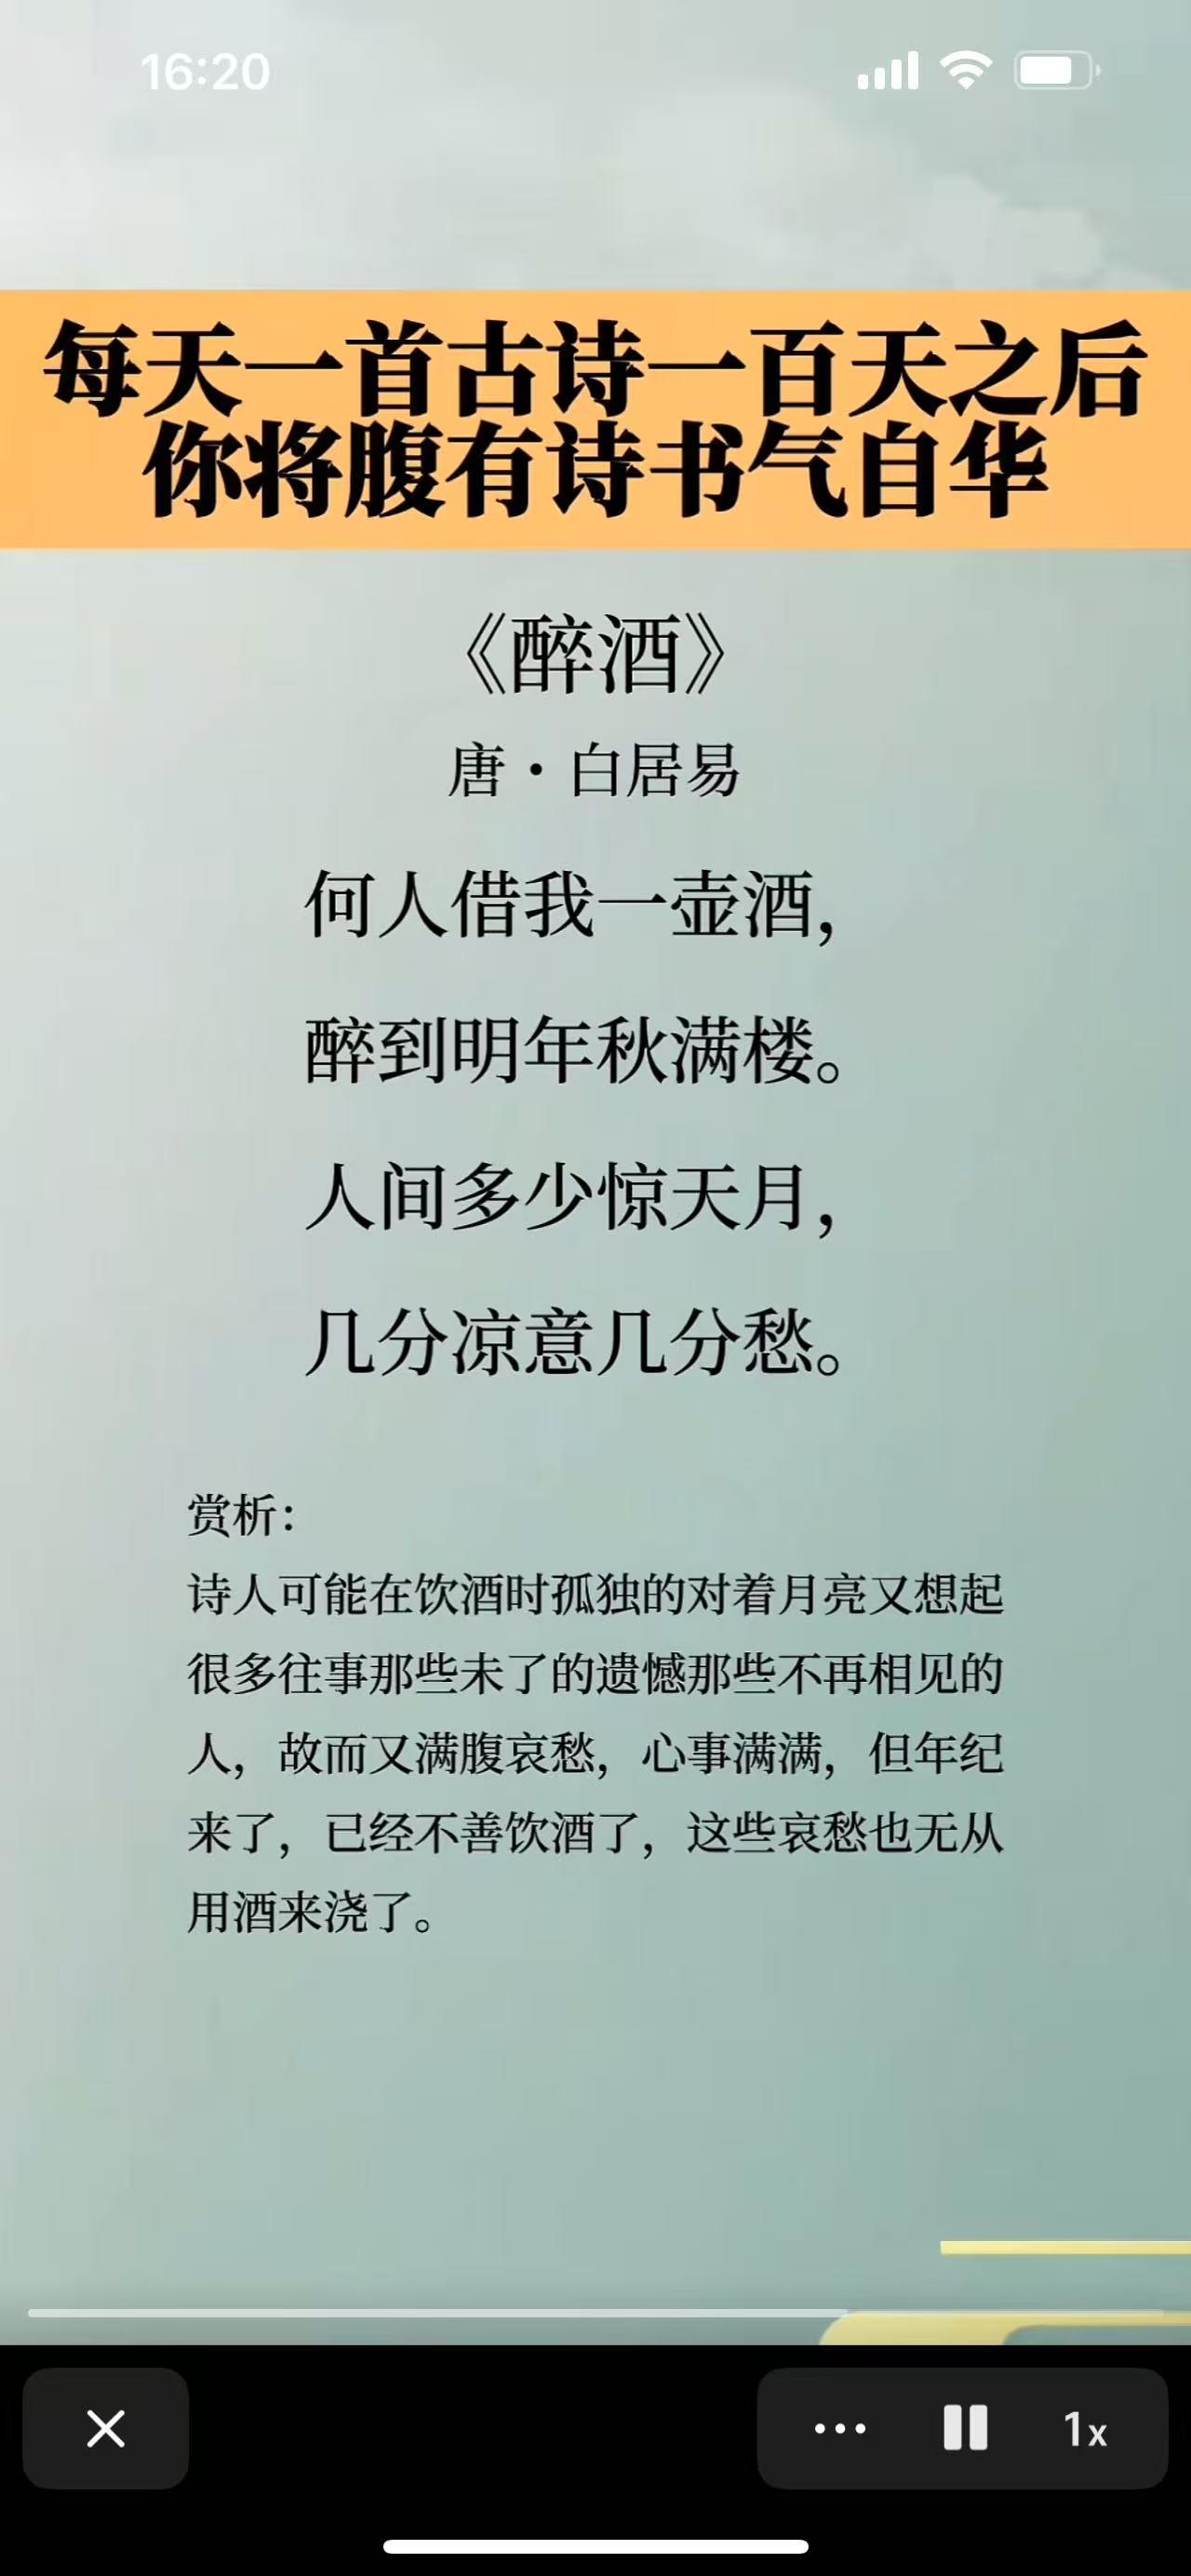 16:20
每天一首古诗一百天之后
你将腹有诗书气自华
《醉酒》
唐·白居易
何人借我一壶酒，
醉到明年秋满楼。
人间多少惊天月，
几分凉意几分愁。
赏析：
诗人可能在饮酒时孤独的对着月亮又想起
很多往事那些未了的遗憾那些不再相见的
人，故而又满腹哀愁，心事满满，但年纪
来了，已经不善饮酒了，这些哀愁也无从
用酒来浇了。
1x